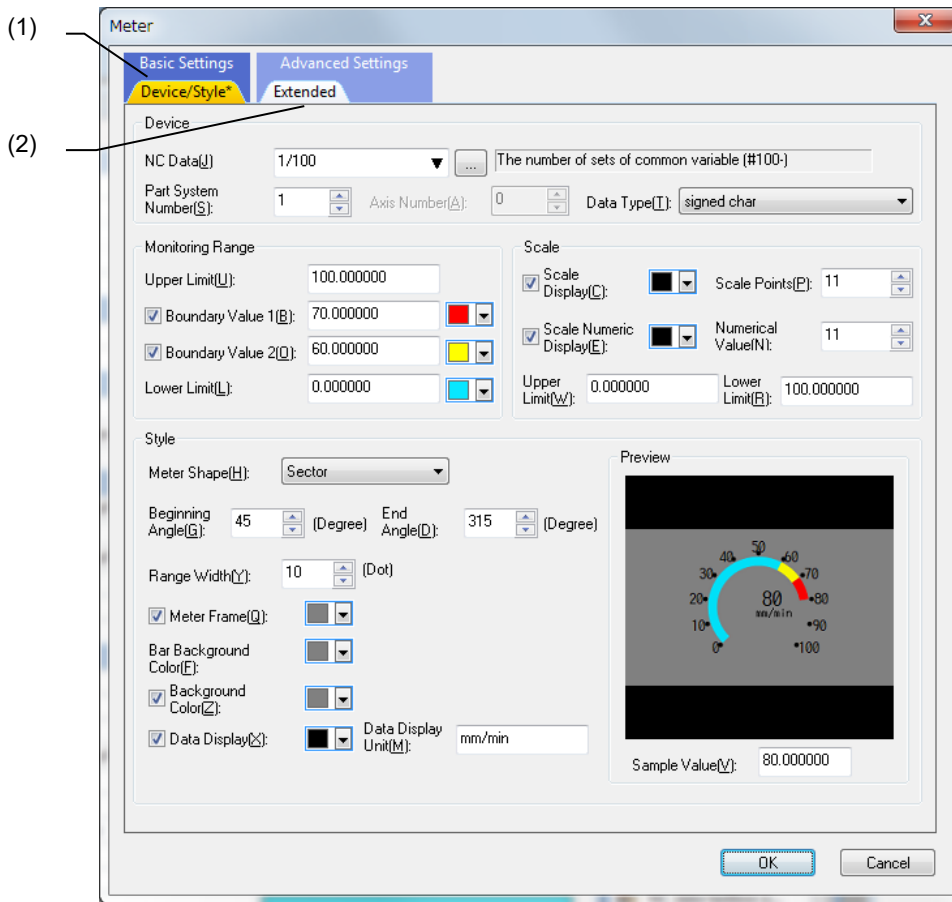 (1)
Meter
Basic Settings Advanced Settings
Device/Style* Extended
(2)
Device
NC Data(J) 1/100 ... The number of sets of common variable (#100-)
Part System Number(S): 1 Axis Number(A): 0 Data Type(T): signed char
Monitoring Range
Upper Limit(U): 100.000000
Boundary Value 1(B): 70.000000
Boundary Value 2(O): 60.000000
Lower Limit(L): 0.000000
Scale
Scale Display(C): Scale Points(P): 11
Scale Numeric Display(E): Numerical Value(N): 11
Upper Limit(W): 0.000000 Lower Limit(R): 100.000000
Style
Meter Shape(H): Sector
Beginning Angle(G): 45 (Degree) End Angle(D): 315 (Degree)
Range Width(Y): 10 (Dot)
Meter Frame(Q):
Bar Background Color(F):
Background Color(Z):
Data Display(X): Data Display Unit(M): mm/min
Preview
0 10 20 30 40 50 60 70 80 90 100
80
mm/min
Sample Value(V): 80.000000
OK Cancel